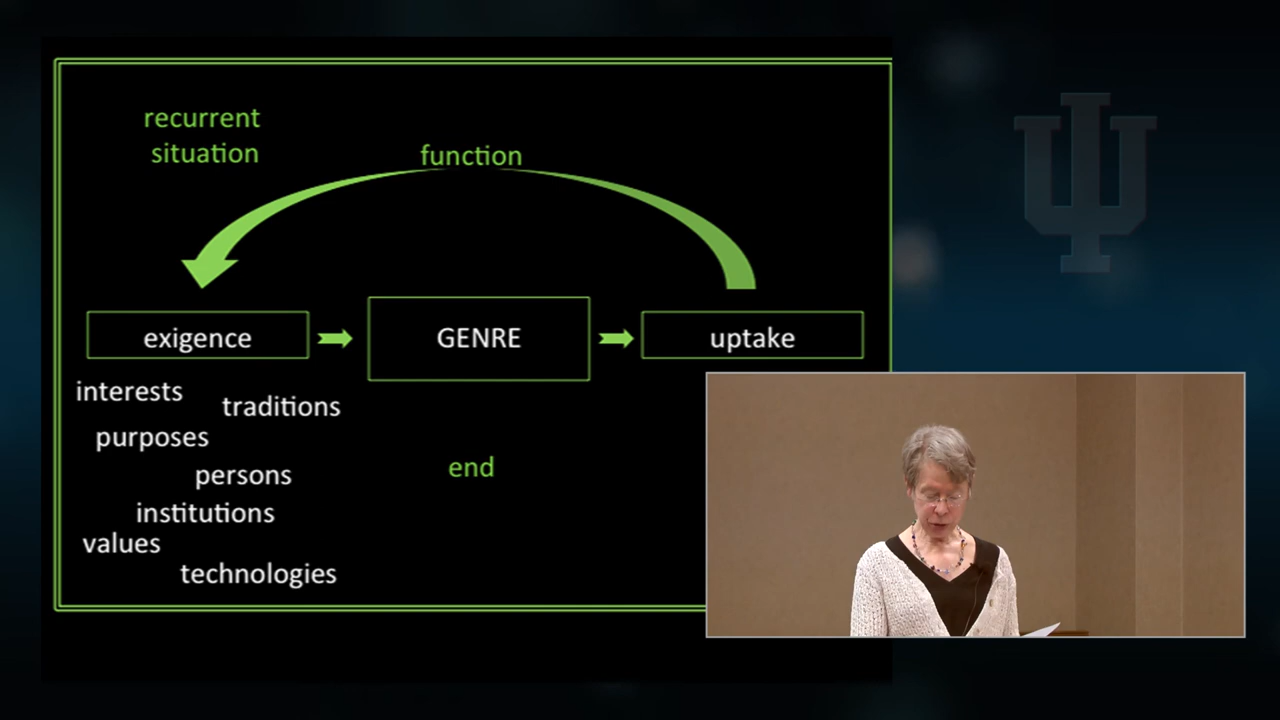 recurrent
situation
function
exigence
GENRE
uptake
interests
traditions
purposes
persons
end
institutions
values
technologies